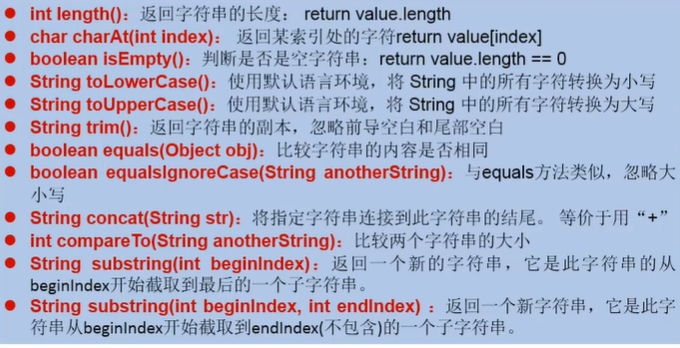 ● int length()：返回字符串的长度： return value.length
● char charAt(int index)： 返回某索引处的字符return value[index]
● boolean isEmpty()：判断是否是空字符串：return value.length == 0
● String toLowerCase()：使用默认语言环境，将 String 中的所有字符转换为小写
● String toUpperCase()：使用默认语言环境，将 String 中的所有字符转换为大写
● String trim()：返回字符串的副本，忽略前导空白和尾部空白
● boolean equals(Object obj)：比较字符串的内容是否相同
● boolean equalsIgnoreCase(String anotherString)：与equals方法类似，忽略大
小写
● String concat(String str)：将指定字符串连接到此字符串的结尾。 等价于用“+”
● int compareTo(String anotherString)：比较两个字符串的大小
● String substring(int beginIndex)：返回一个新的字符串，它是此字符串的从
beginIndex开始截取到最后的一个子字符串。
● String substring(int beginIndex, int endIndex) ：返回一个新字符串，它是此字
符串从beginIndex开始截取到endIndex(不包含)的一个子字符串。